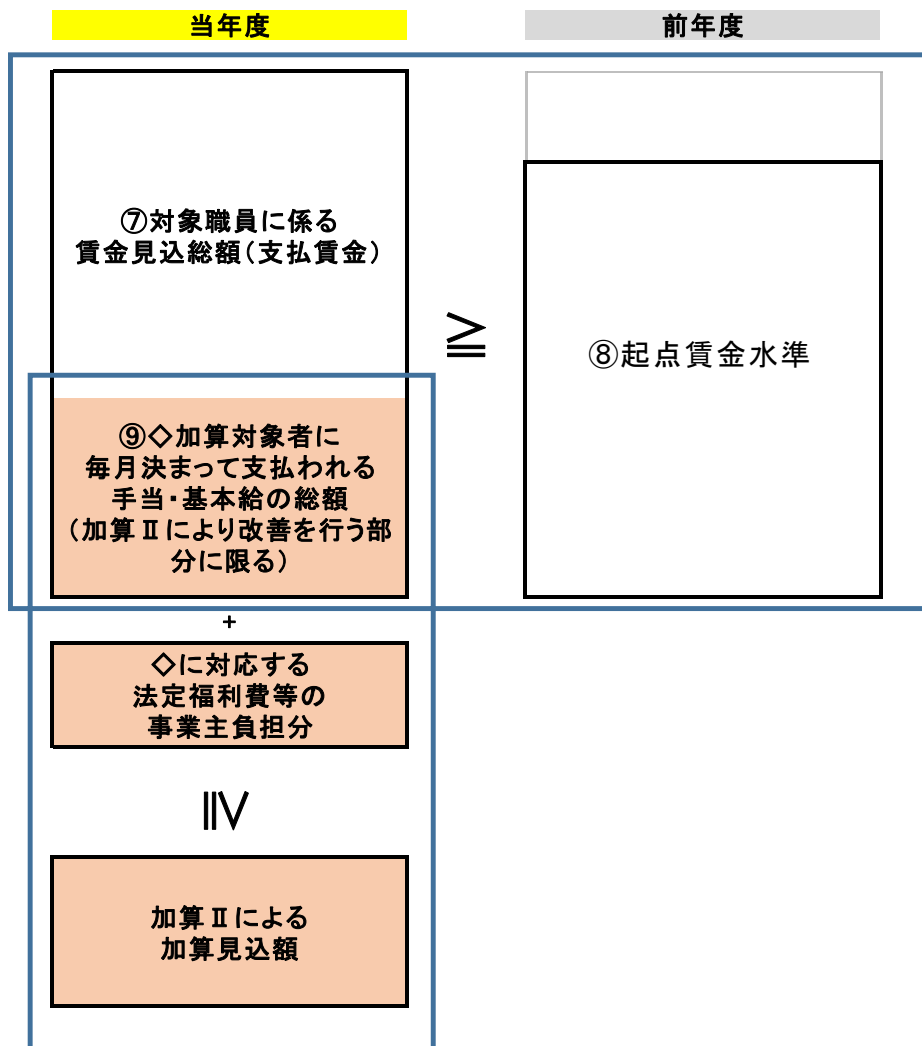 当年度
前年度
⑦対象職員に係る
賃金見込総額(支払賃金)
≧
⑧起点賃金水準
⑨◇加算対象者に
毎月決まって支払われる
手当・基本給の総額
(加算Ⅱにより改善を行う部
分に限る)
+
◇に対応する
法定福利費等の
事業主負担分
≧
加算Ⅱによる
加算見込額